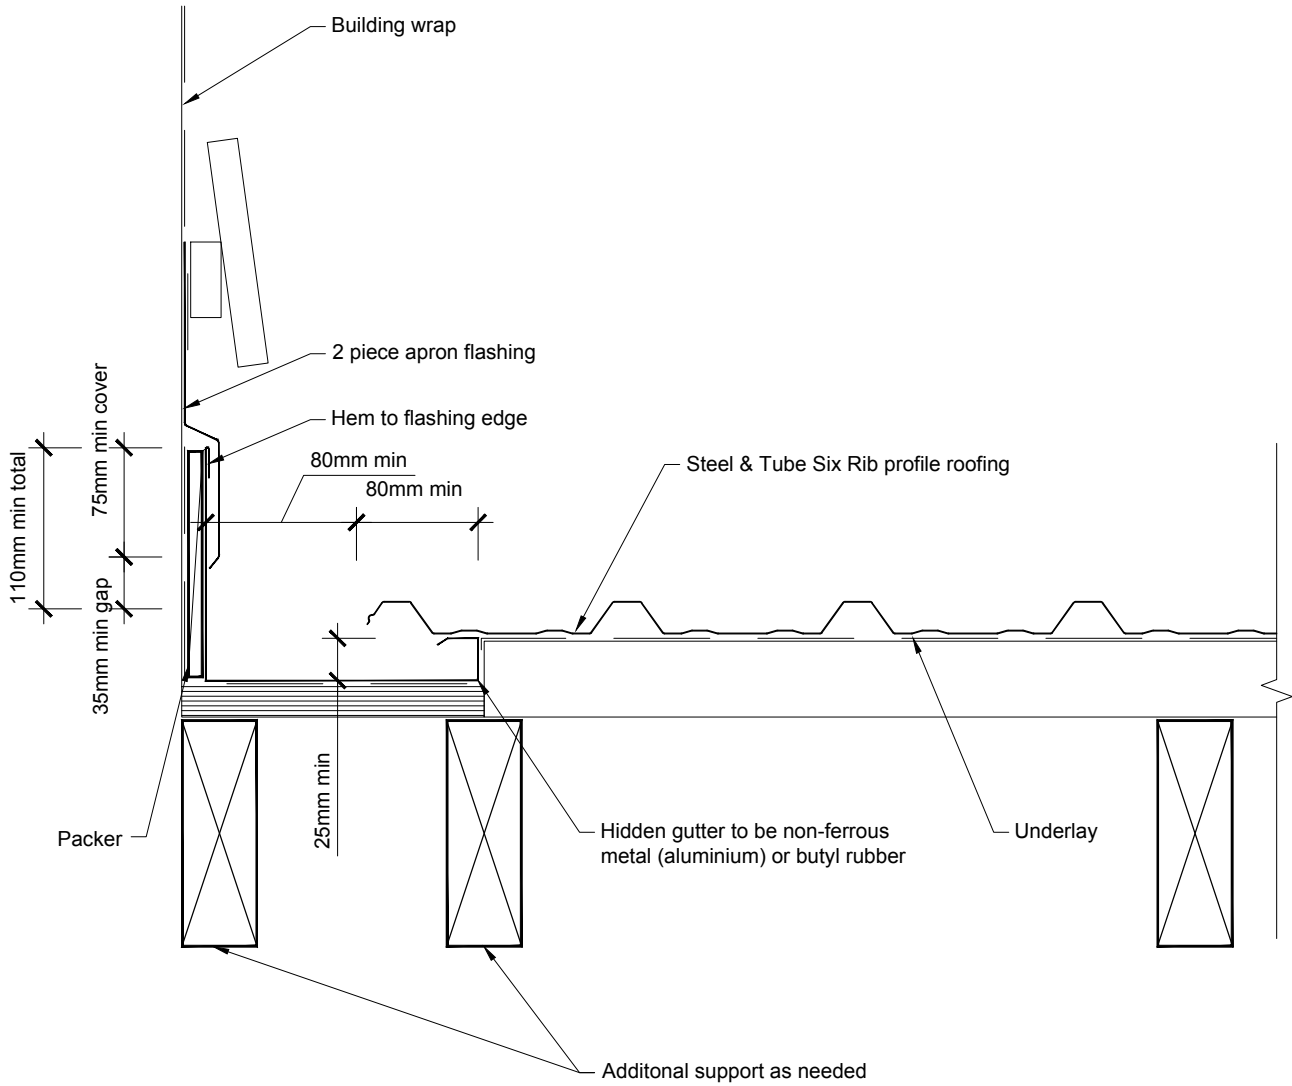 Building wrap
2 piece apron flashing
Hem to flashing edge
80mm min
80mm min
Steel & Tube Six Rib profile roofing
110mm min total
75mm min cover
35mm min gap
25mm min
Packer
Hidden gutter to be non-ferrous
metal (aluminium) or butyl rubber
Underlay
Additonal support as needed